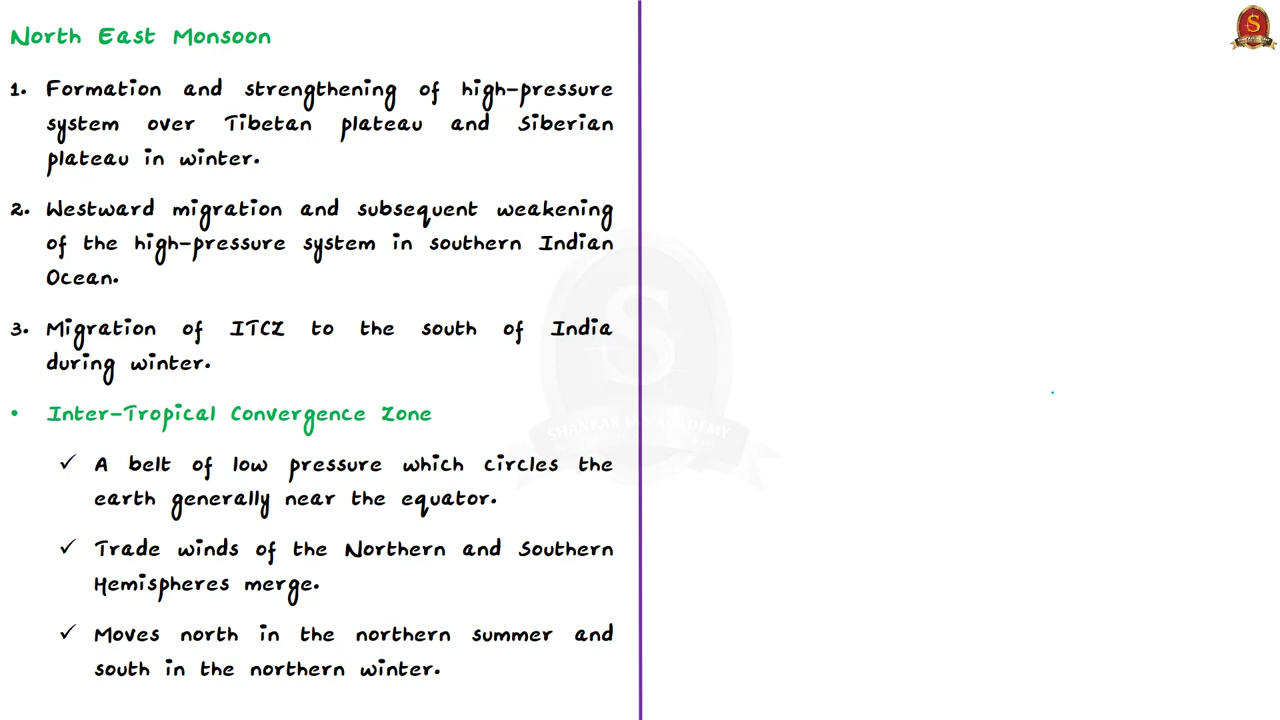 North East Monsoon
1. Formation and strengthening of high-pressure
system over Tibetan plateau and Siberian
plateau in winter.
2. Westward migration and subsequent weakening
of the high-pressure system in southern Indian
Ocean.
3. Migration of ITCZ to the south of India
during winter.
• Inter-Tropical Convergence Zone
✓ A belt of low pressure which circles the
earth generally near the equator.
✓ Trade winds of the Northern and Southern
Hemispheres merge.
✓ Moves north in the northern summer and
south in the northern winter.
S
S
SHANKAR IAS ACADEMY